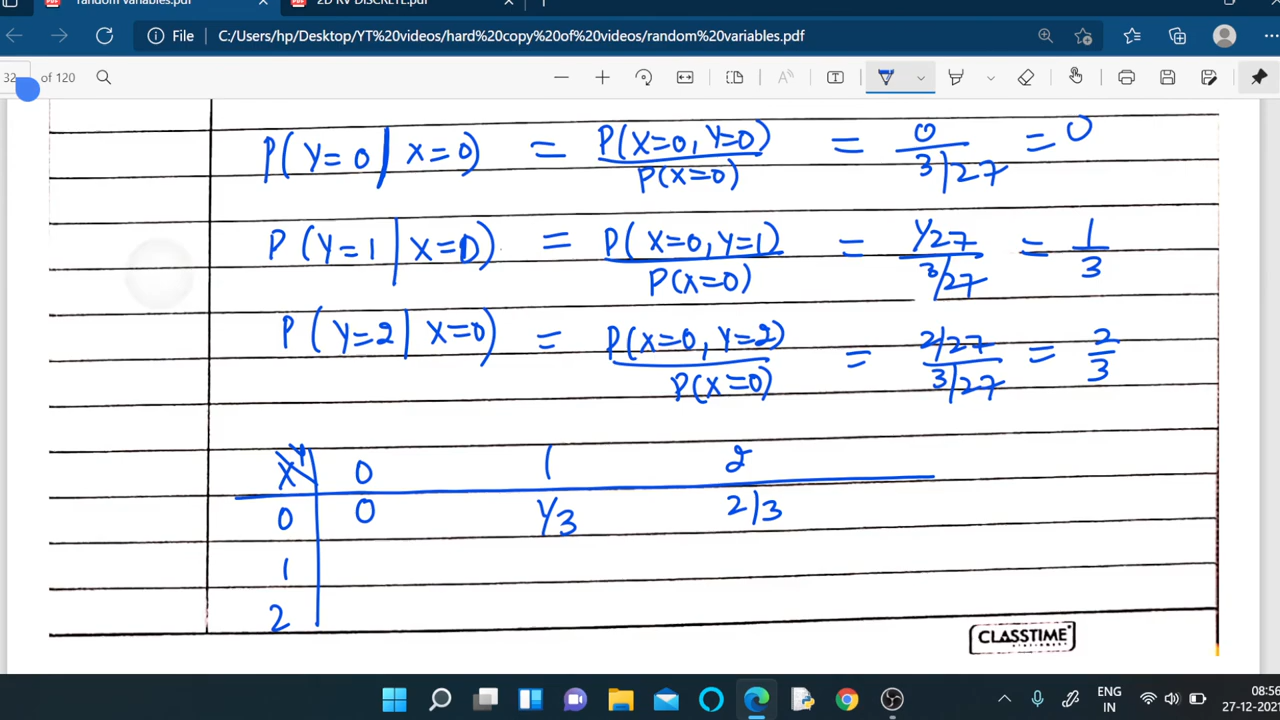 random variables.pdf
2D RV DISCRETE.pdf
File C:/Users/hp/Desktop/YT%20videos/hard%20copy%20of%20videos/random%20variables.pdf
32 of 120
P(Y=0 | X=0) = P(X=0, Y=0) / P(X=0) = 0 / 3/27 = 0
P(Y=1 | X=0) = P(X=0, Y=1) / P(X=0) = 1/27 / 3/27 = 1/3
P(Y=2 | X=0) = P(X=0, Y=2) / P(X=0) = 2/27 / 3/27 = 2/3
X\Y 0 1 2
0 0 1/3 2/3
1
2
CLASSTIME
ENG
IN
08:56
27-12-2021